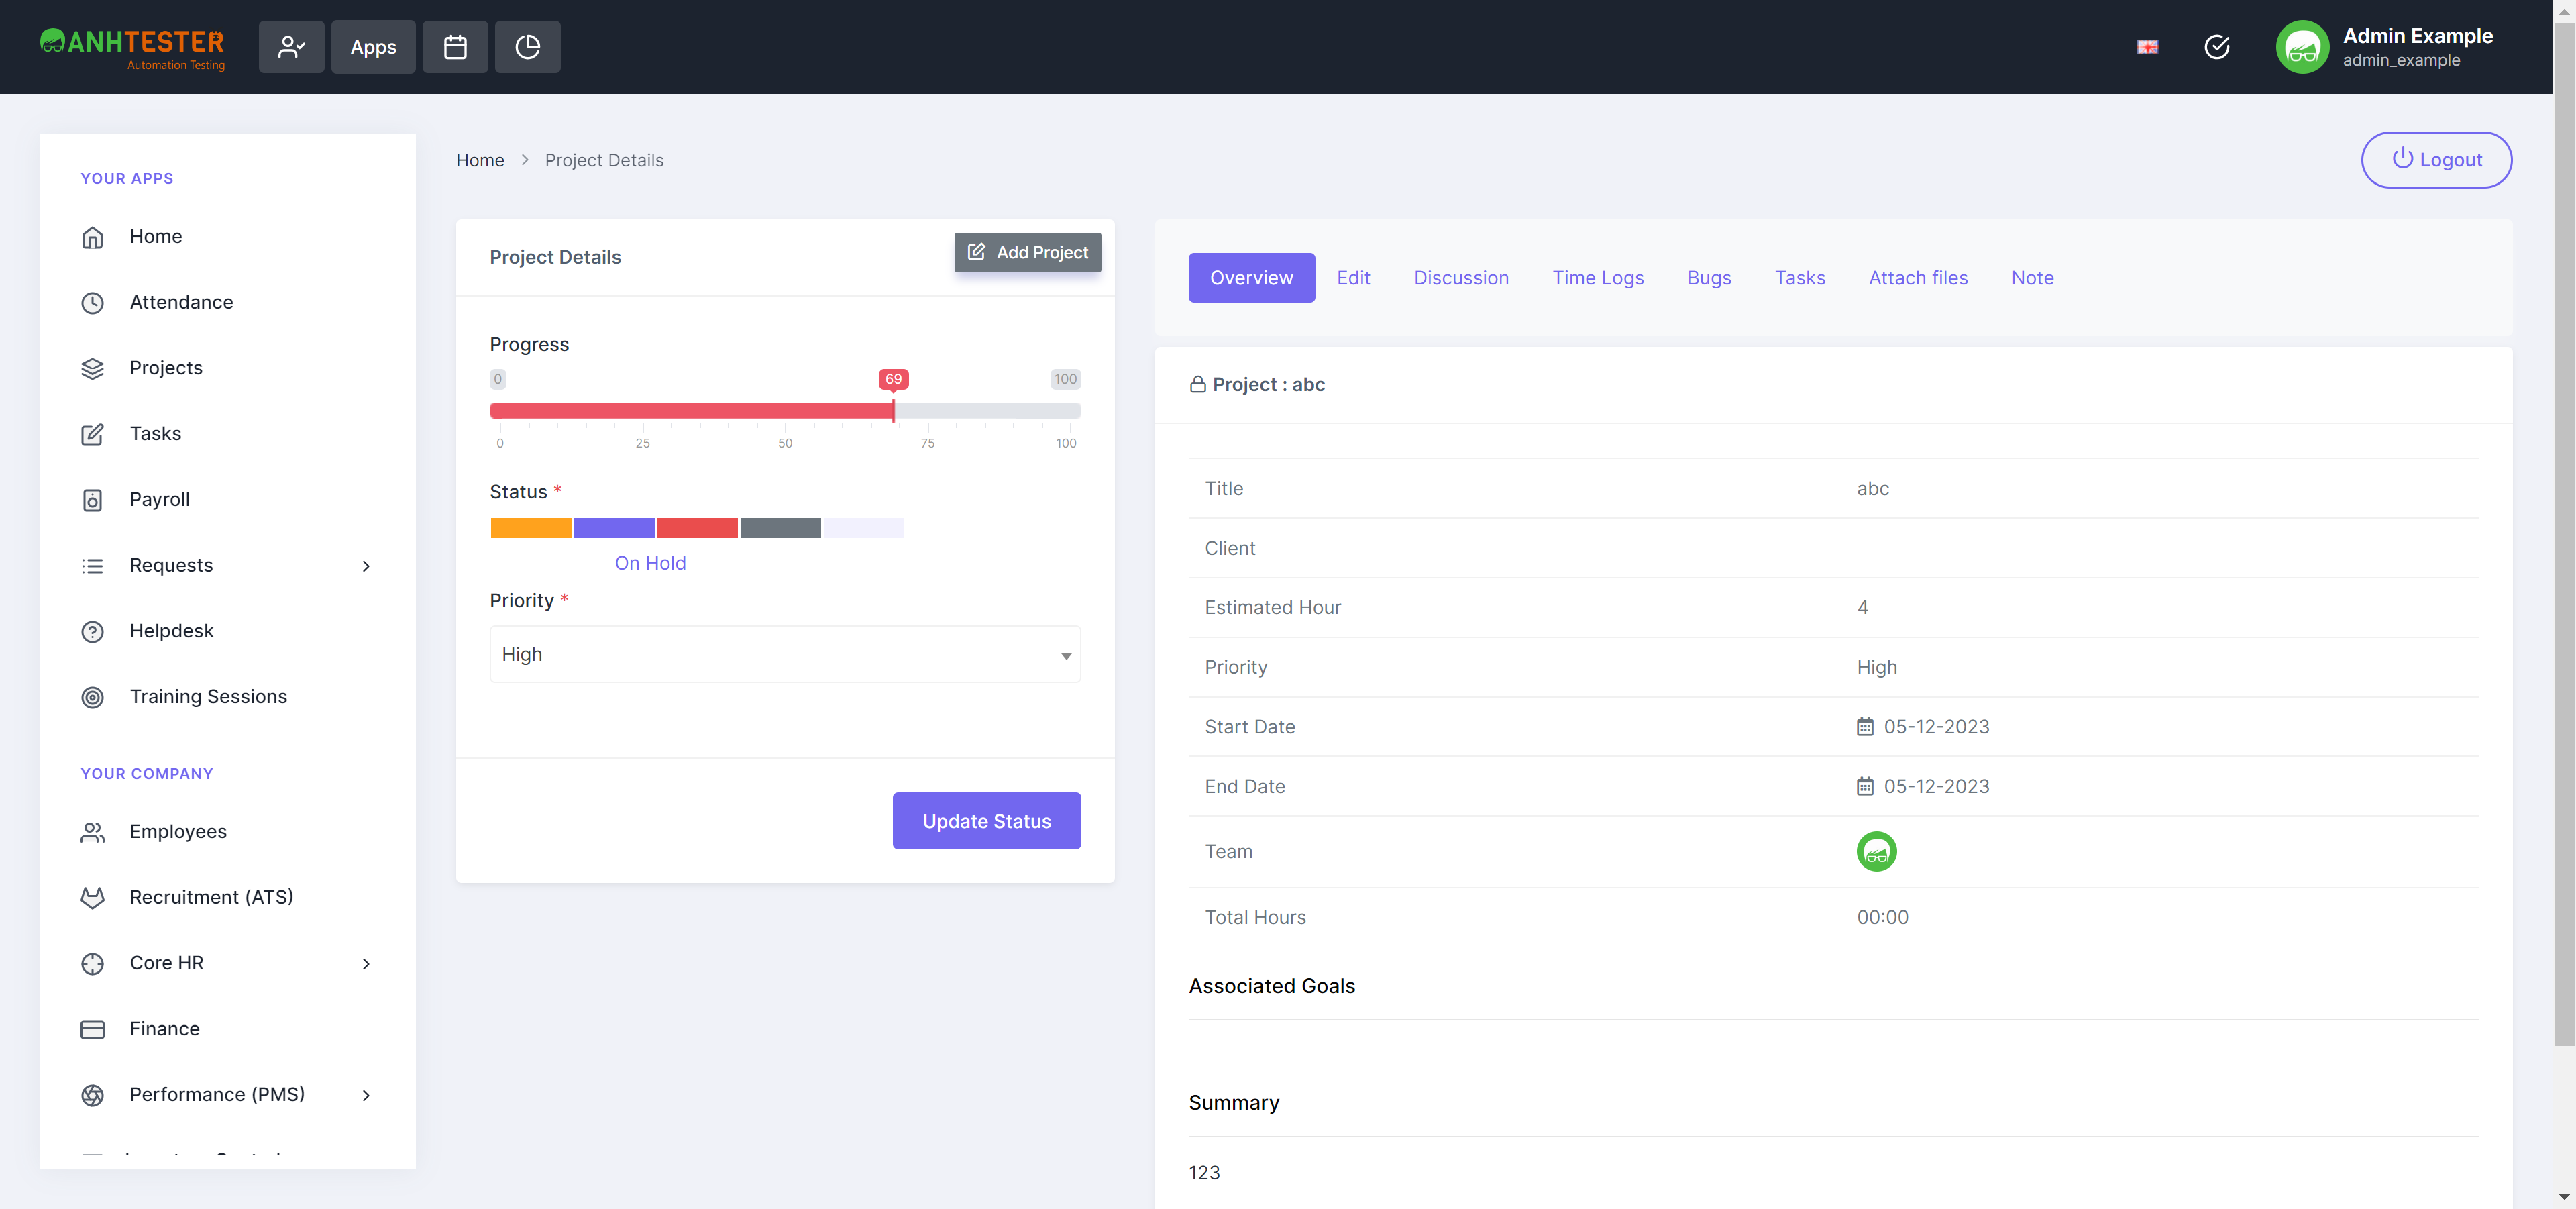 ANHTESTER
Automation Testing
Apps
Admin Example
admin_example
YOUR APPS
Home
Attendance
Projects
Tasks
Payroll
Requests
Helpdesk
Training Sessions
YOUR COMPANY
Employees
Recruitment (ATS)
Core HR
Finance
Performance (PMS)
Home > Project Details
Logout
Project Details
Add Project
Progress
0 69 100
0 25 50 75 100
Status *
On Hold
Priority *
High
Update Status
Overview Edit Discussion Time Logs Bugs Tasks Attach files Note
Project : abc
Title abc
Client
Estimated Hour 4
Priority High
Start Date 05-12-2023
End Date 05-12-2023
Team
Total Hours 00:00
Associated Goals
Summary
123